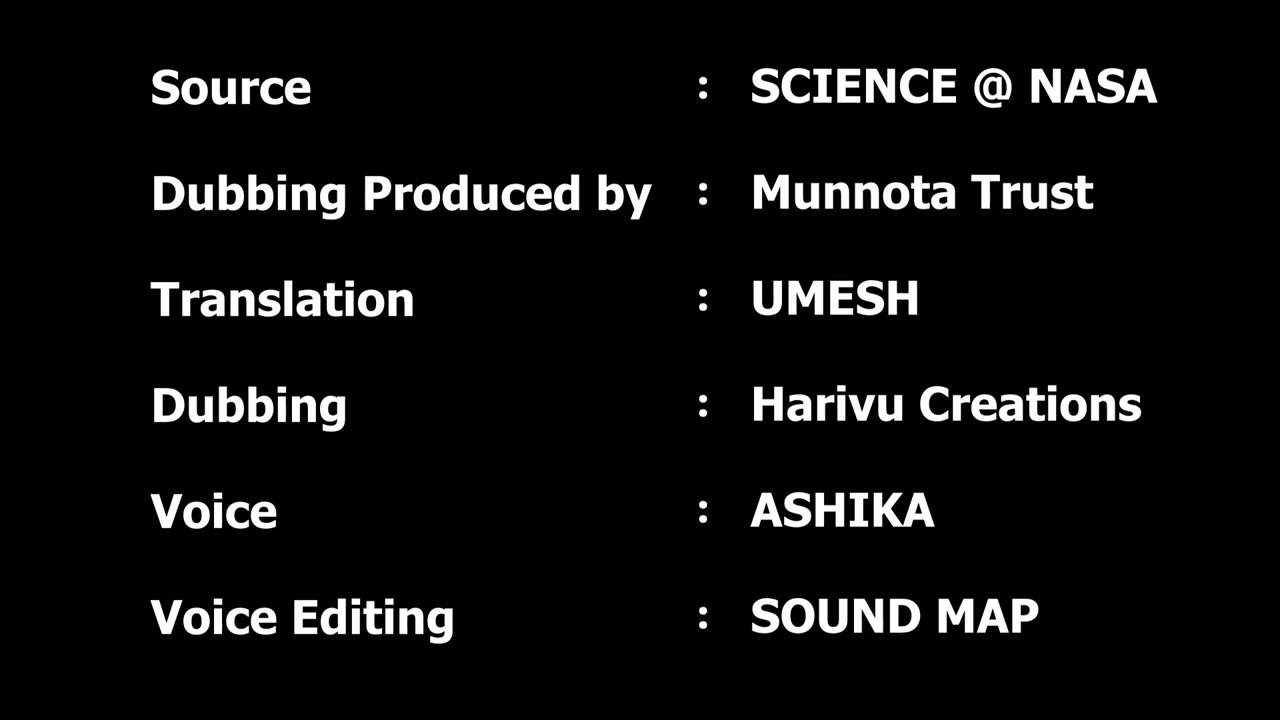 Source : SCIENCE @ NASA
Dubbing Produced by : Munnota Trust
Translation : UMESH
Dubbing : Harivu Creations
Voice : ASHIKA
Voice Editing : SOUND MAP